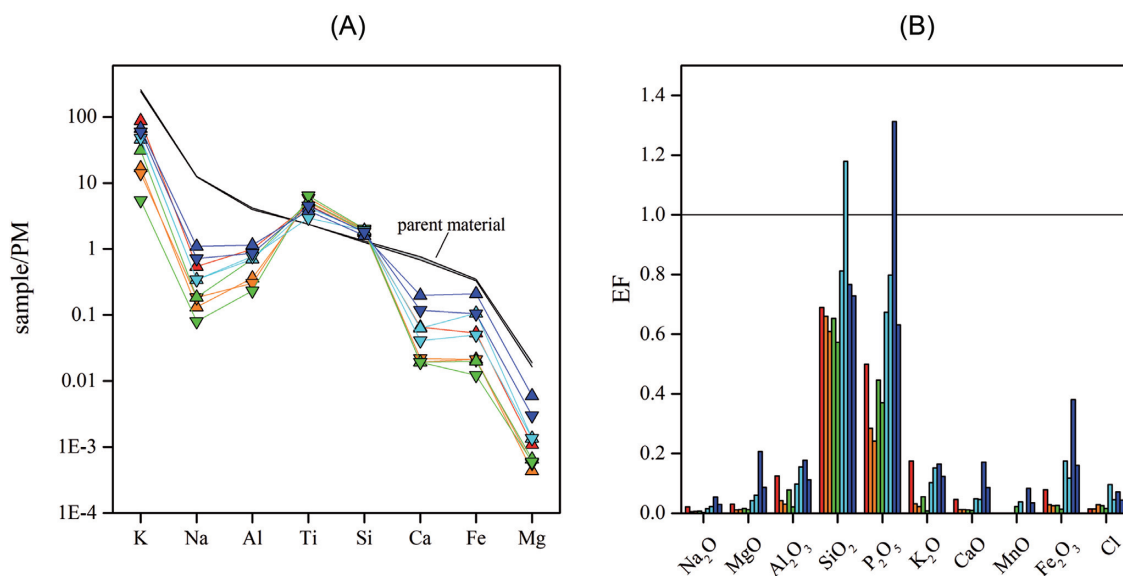 (A)
(B)
100
10
1
0.1
0.01
1E-3
1E-4
sample/PM
parent material
K Na Al Ti Si Ca Fe Mg
1.4
1.2
1.0
0.8
0.6
0.4
0.2
0.0
EF
Na₂O MgO Al₂O₃ SiO₂ P₂O₅ K₂O CaO MnO Fe₂O₃ Cl